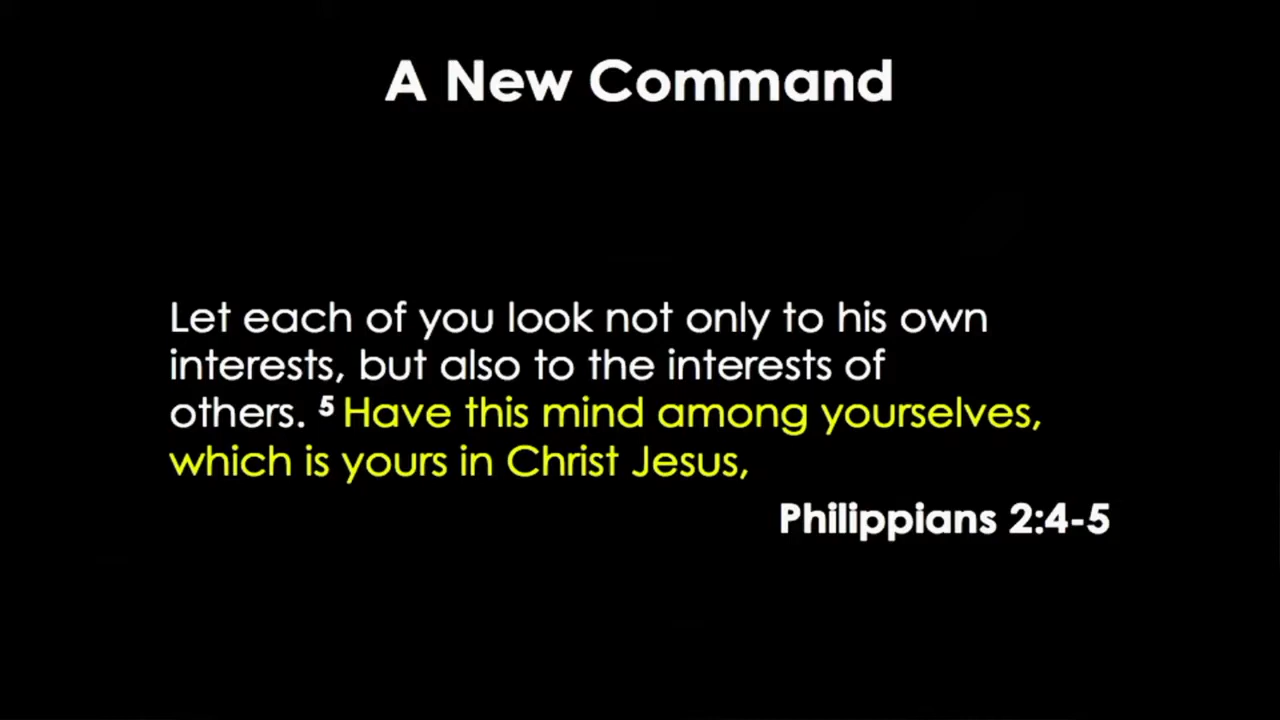 A New Command
Let each of you look not only to his own
interests, but also to the interests of
others. ⁵ Have this mind among yourselves,
which is yours in Christ Jesus,
Philippians 2:4-5